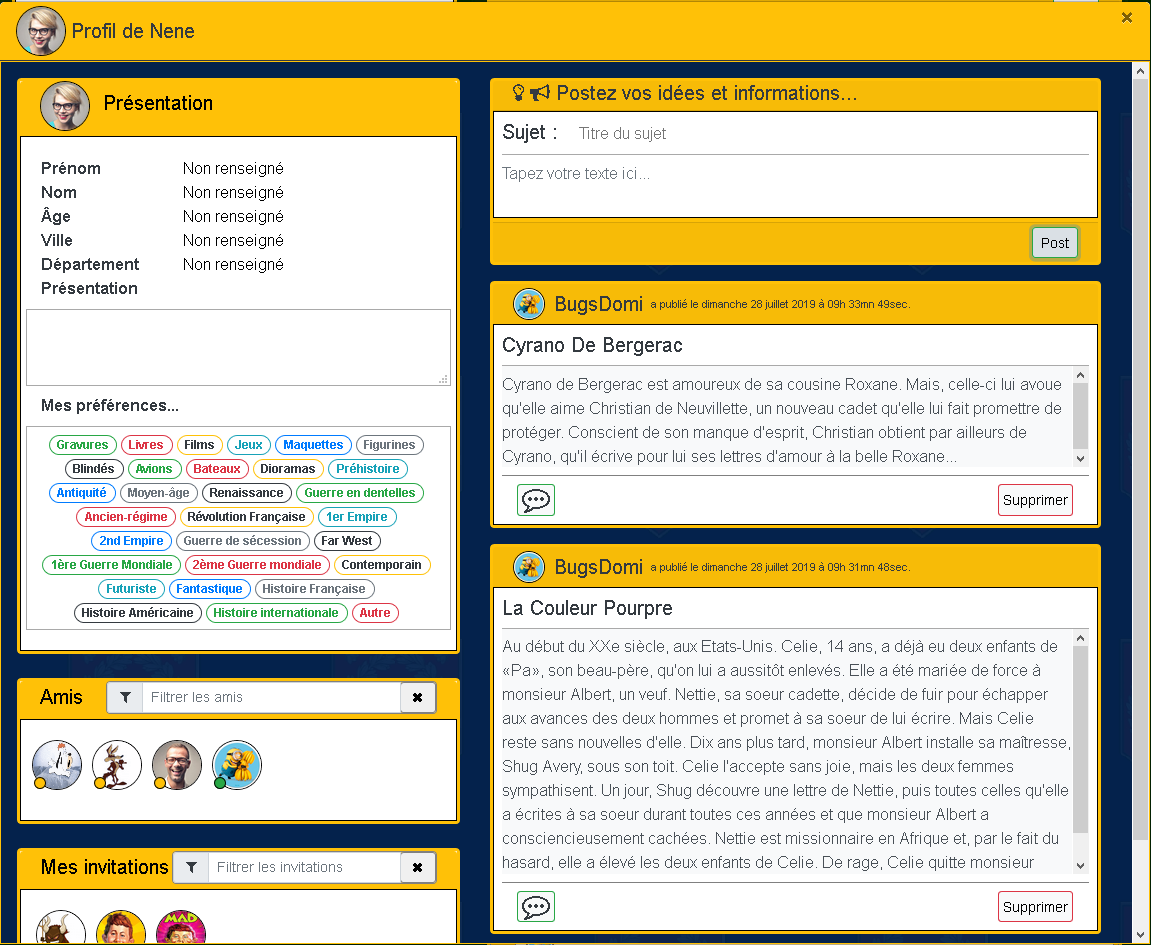 Profil de Nene
×
Présentation
Prénom Non renseigné
Nom Non renseigné
Âge Non renseigné
Ville Non renseigné
Département Non renseigné
Présentation
Mes préférences...
Gravures Livres Films Jeux Maquettes Figurines
Blindés Avions Bateaux Dioramas Préhistoire
Antiquité Moyen-âge Renaissance Guerre en dentelles
Ancien-régime Révolution Française 1er Empire
2nd Empire Guerre de sécession Far West
1ère Guerre Mondiale 2ème Guerre mondiale Contemporain
Futuriste Fantastique Histoire Française
Histoire Américaine Histoire internationale Autre
Amis Filtrer les amis
Mes invitations Filtrer les invitations
MAD
Postez vos idées et informations...
Sujet : Titre du sujet
Tapez votre texte ici...
Post
BugsDomi a publié le dimanche 28 juillet 2019 à 09h 33mn 49sec.
Cyrano De Bergerac
Cyrano de Bergerac est amoureux de sa cousine Roxane. Mais, celle-ci lui avoue
qu'elle aime Christian de Neuvillette, un nouveau cadet qu'elle lui fait promettre de
protéger. Conscient de son manque d'esprit, Christian obtient par ailleurs de
Cyrano, qu'il écrive pour lui ses lettres d'amour à la belle Roxane...
Supprimer
BugsDomi a publié le dimanche 28 juillet 2019 à 09h 31mn 48sec.
La Couleur Pourpre
Au début du XXe siècle, aux Etats-Unis. Celie, 14 ans, a déjà eu deux enfants de
«Pa», son beau-père, qu'on lui a aussitôt enlevés. Elle a été mariée de force à
monsieur Albert, un veuf. Nettie, sa soeur cadette, décide de fuir pour échapper
aux avances des deux hommes et promet à sa soeur de lui écrire. Mais Celie
reste sans nouvelles d'elle. Dix ans plus tard, monsieur Albert installe sa maîtresse,
Shug Avery, sous son toit. Celie l'accepte sans joie, mais les deux femmes
sympathisent. Un jour, Shug découvre une lettre de Nettie, puis toutes celles qu'elle
a écrites à sa soeur durant toutes ces années et que monsieur Albert a
consciencieusement cachées. Nettie est missionnaire en Afrique et, par le fait du
hasard, elle a élevé les deux enfants de Celie. De rage, Celie quitte monsieur
Supprimer